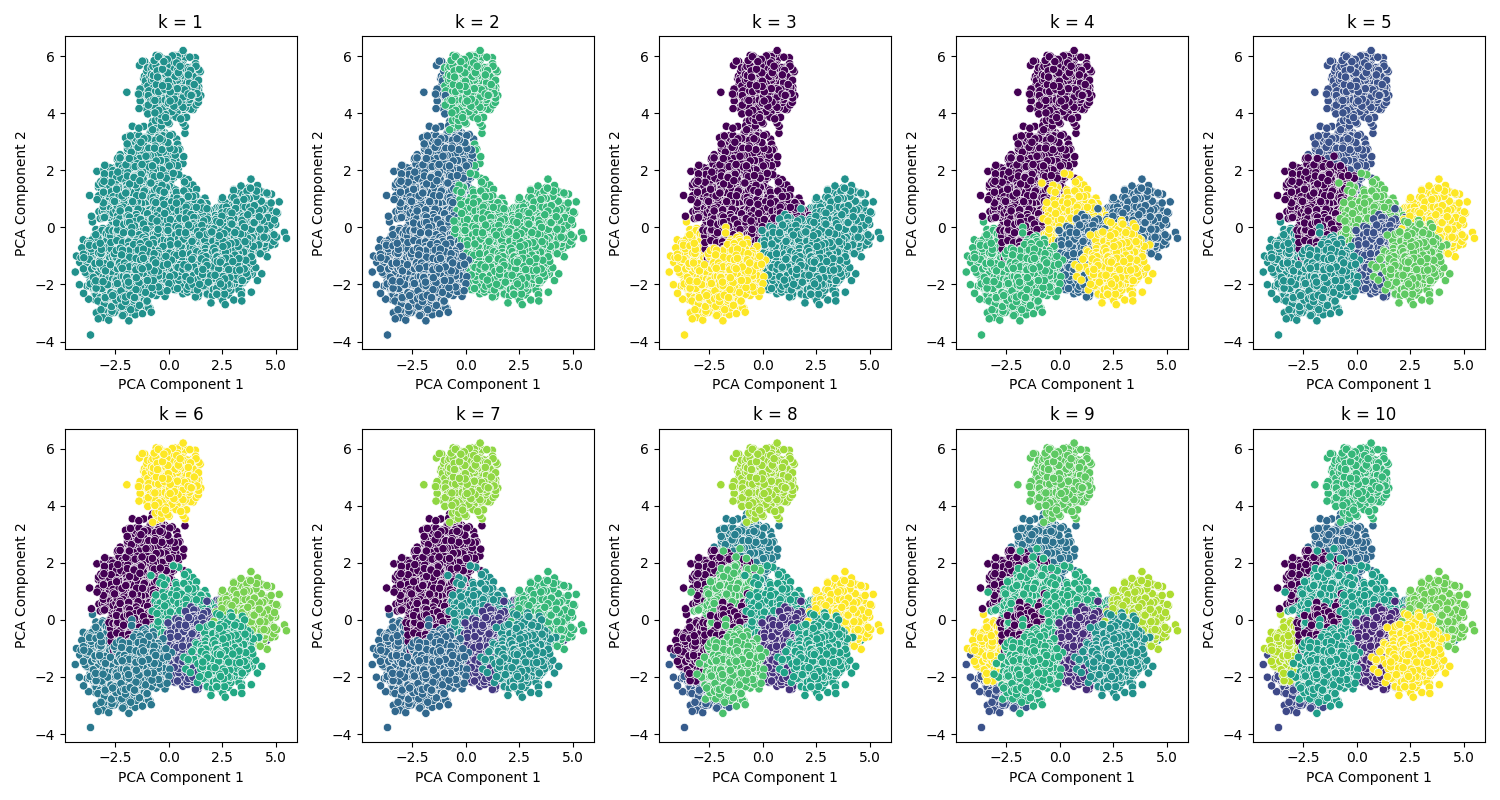 k = 1 k = 2 k = 3 k = 4 k = 5
6 6 6 6 6
4 4 4 4 4
2 2 2 2 2
0 0 0 0 0
−2 −2 −2 −2 −2
−4 −4 −4 −4 −4
PCA Component 2 PCA Component 2 PCA Component 2 PCA Component 2 PCA Component 2
−2.5 0.0 2.5 5.0 −2.5 0.0 2.5 5.0 −2.5 0.0 2.5 5.0 −2.5 0.0 2.5 5.0 −2.5 0.0 2.5 5.0
PCA Component 1 PCA Component 1 PCA Component 1 PCA Component 1 PCA Component 1
k = 6 k = 7 k = 8 k = 9 k = 10
6 6 6 6 6
4 4 4 4 4
2 2 2 2 2
0 0 0 0 0
−2 −2 −2 −2 −2
−4 −4 −4 −4 −4
PCA Component 2 PCA Component 2 PCA Component 2 PCA Component 2 PCA Component 2
−2.5 0.0 2.5 5.0 −2.5 0.0 2.5 5.0 −2.5 0.0 2.5 5.0 −2.5 0.0 2.5 5.0 −2.5 0.0 2.5 5.0
PCA Component 1 PCA Component 1 PCA Component 1 PCA Component 1 PCA Component 1